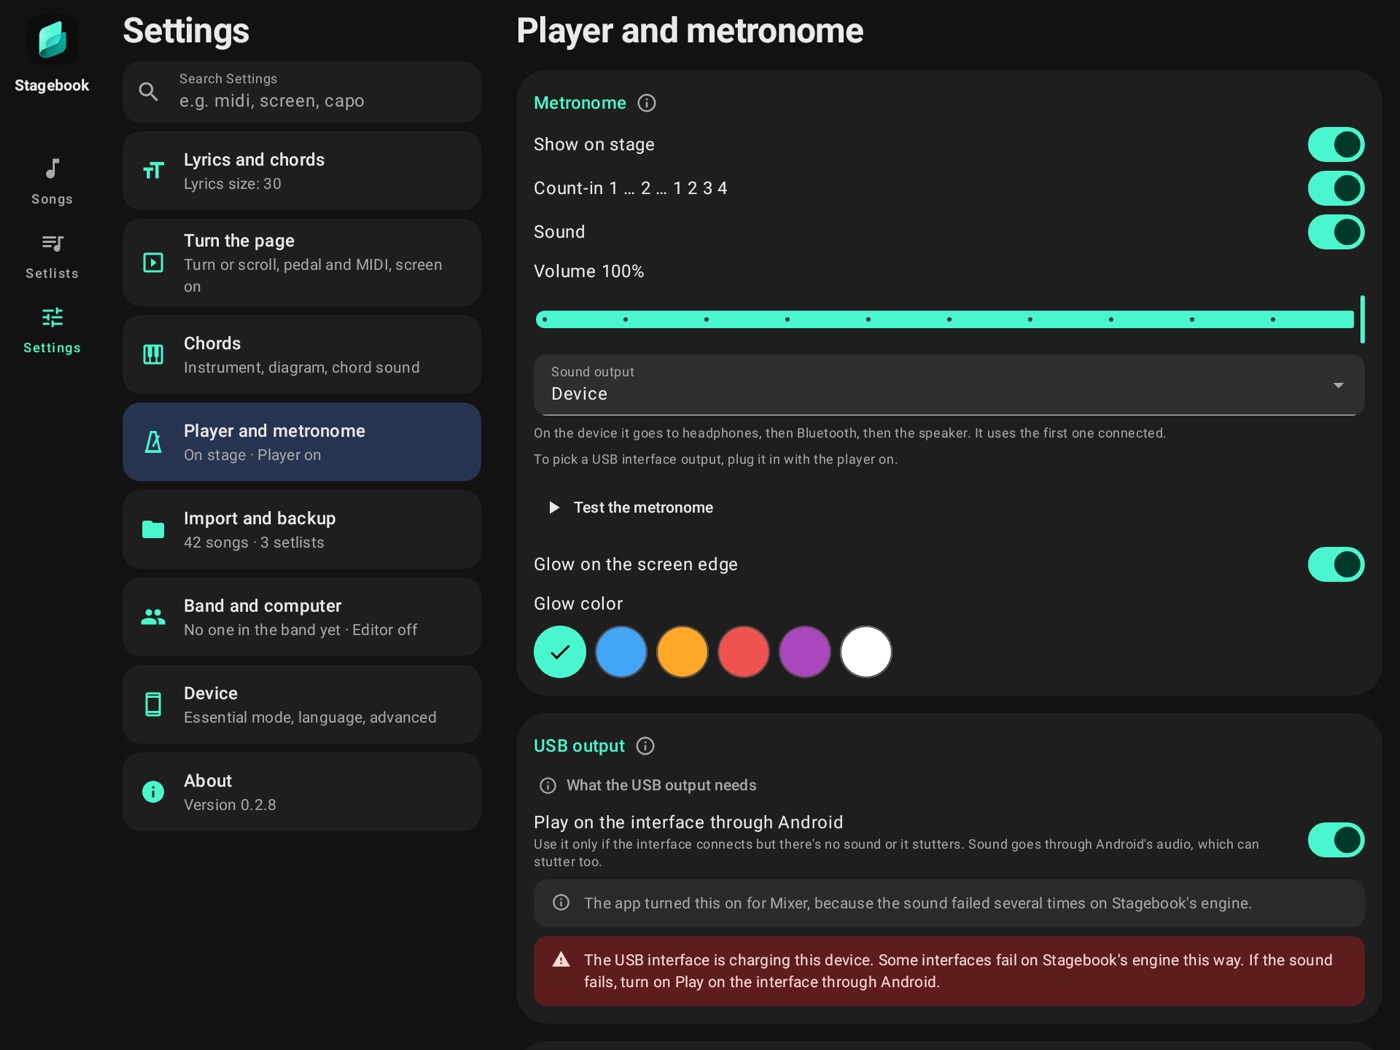 Stagebook
Songs
Setlists
Settings
Settings
Search Settings
e.g. midi, screen, capo
Lyrics and chords
Lyrics size: 30
Turn the page
Turn or scroll, pedal and MIDI, screen
on
Chords
Instrument, diagram, chord sound
Player and metronome
On stage · Player on
Import and backup
42 songs · 3 setlists
Band and computer
No one in the band yet · Editor off
Device
Essential mode, language, advanced
About
Version 0.2.8
Player and metronome
Metronome
Show on stage
Count-in 1 ... 2 ... 1 2 3 4
Sound
Volume 100%
Sound output
Device
On the device it goes to headphones, then Bluetooth, then the speaker. It uses the first one connected.
To pick a USB interface output, plug it in with the player on.
Test the metronome
Glow on the screen edge
Glow color
USB output
What the USB output needs
Play on the interface through Android
Use it only if the interface connects but there's no sound or it stutters. Sound goes through Android's audio, which can
stutter too.
The app turned this on for Mixer, because the sound failed several times on Stagebook's engine.
The USB interface is charging this device. Some interfaces fail on Stagebook's engine this way. If the sound
fails, turn on Play on the interface through Android.